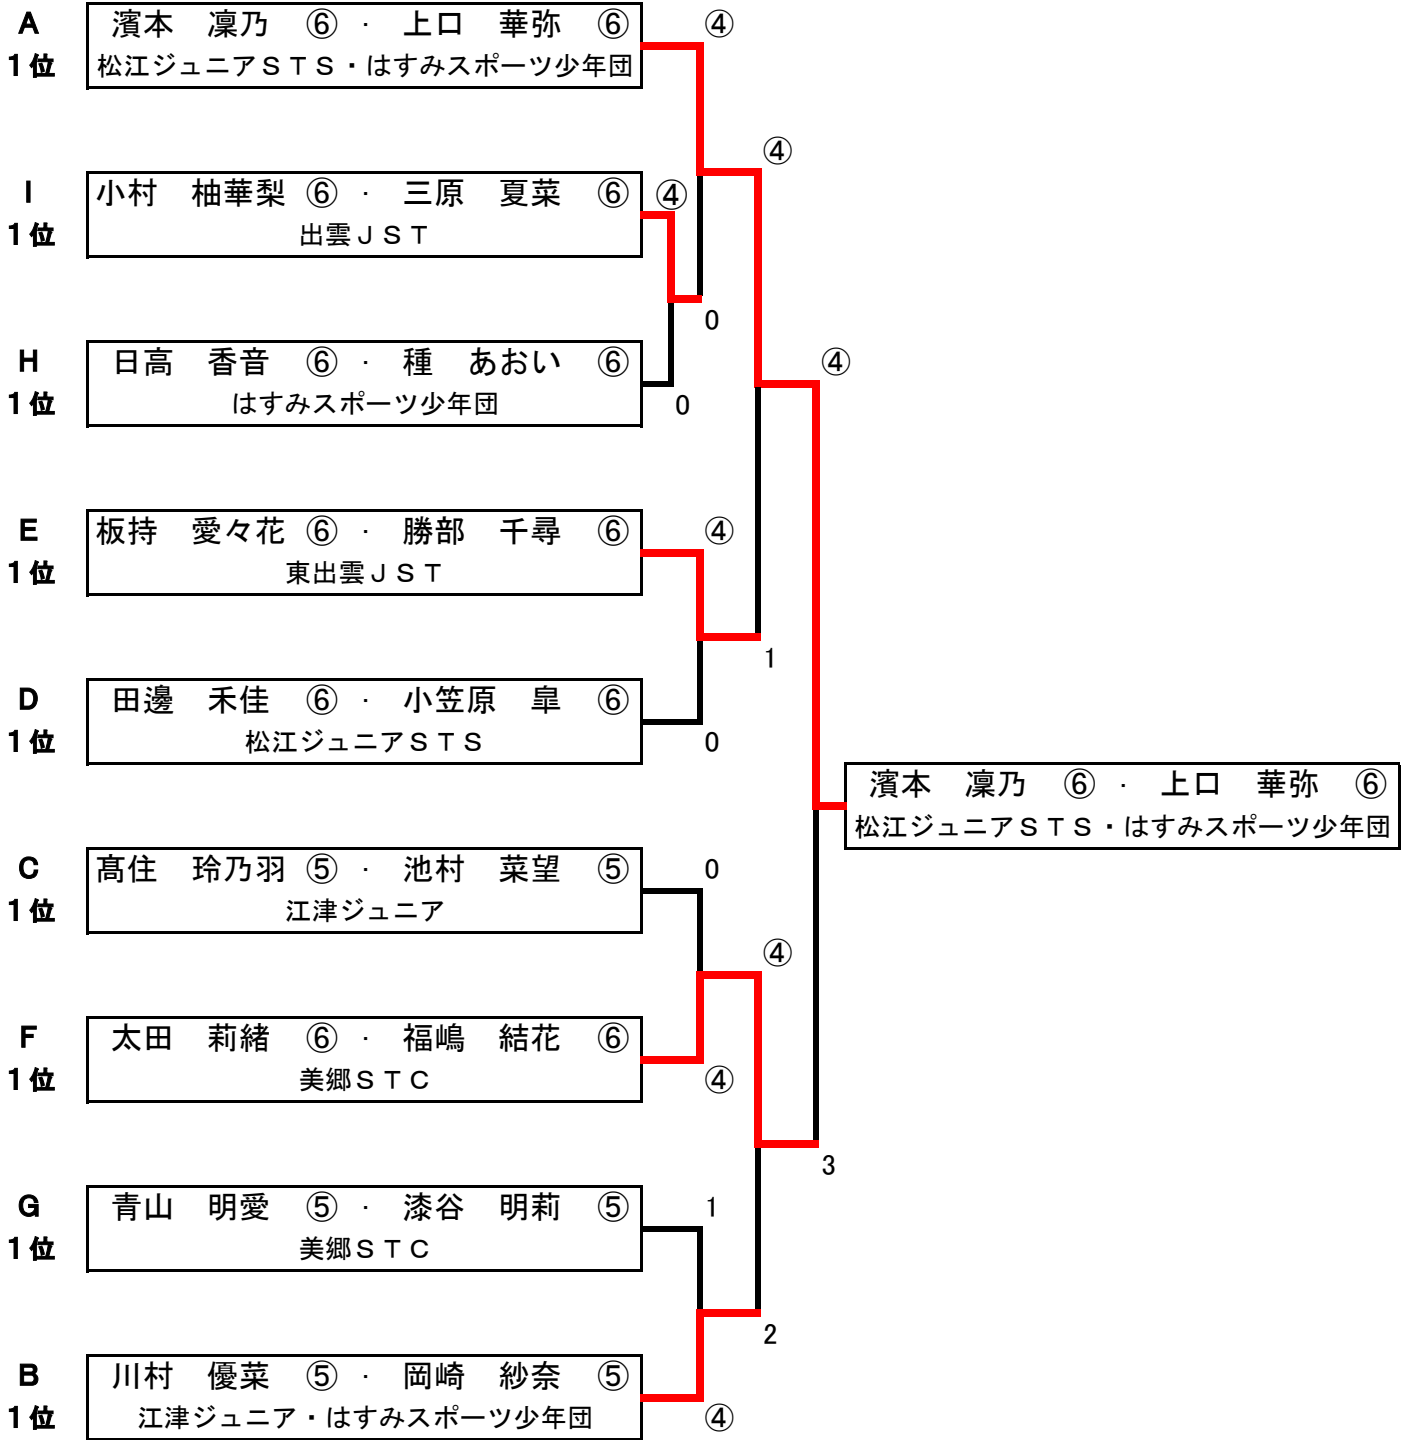 A 濱本 凜乃 ⑥ ・ 上口 華弥 ⑥ ④
1位 松江ジュニアＳＴＳ・はすみスポーツ少年団
④
I 小村 柚華梨 ⑥ ・ 三原 夏菜 ⑥ ④
1位 出雲ＪＳＴ
0
H 日高 香音 ⑥ ・ 種 あおい ⑥ ④
1位 はすみスポーツ少年団 0
E 板持 愛々花 ⑥ ・ 勝部 千尋 ⑥ ④
1位 東出雲ＪＳＴ
1
D 田邊 禾佳 ⑥ ・ 小笠原 皐 ⑥
1位 松江ジュニアＳＴＳ 0
濱本 凜乃 ⑥ ・ 上口 華弥 ⑥
松江ジュニアＳＴＳ・はすみスポーツ少年団
C 髙住 玲乃羽 ⑤ ・ 池村 菜望 ⑤ 0
1位 江津ジュニア
④
F 太田 莉緒 ⑥ ・ 福嶋 結花 ⑥
1位 美郷ＳＴＣ ④
3
G 青山 明愛 ⑤ ・ 漆谷 明莉 ⑤ 1
1位 美郷ＳＴＣ
2
B 川村 優菜 ⑤ ・ 岡崎 紗奈 ⑤
1位 江津ジュニア・はすみスポーツ少年団 ④